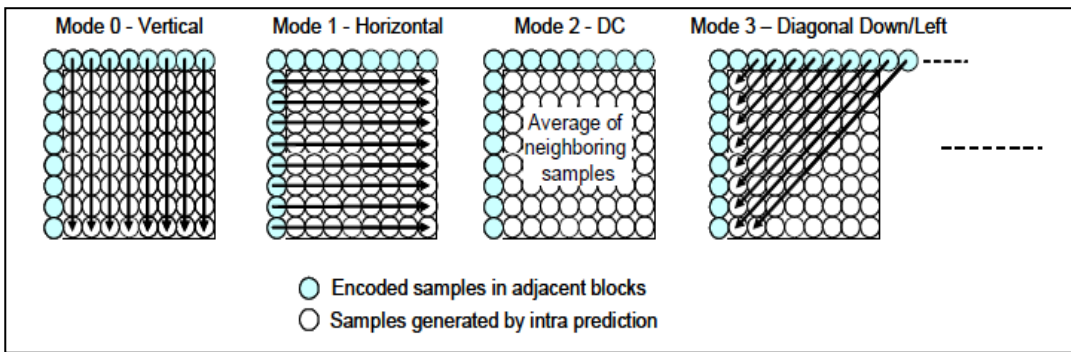 Mode 0 - Vertical
Mode 1 - Horizontal
Mode 2 - DC
Mode 3 – Diagonal Down/Left
Average of
neighboring
samples
Encoded samples in adjacent blocks
Samples generated by intra prediction